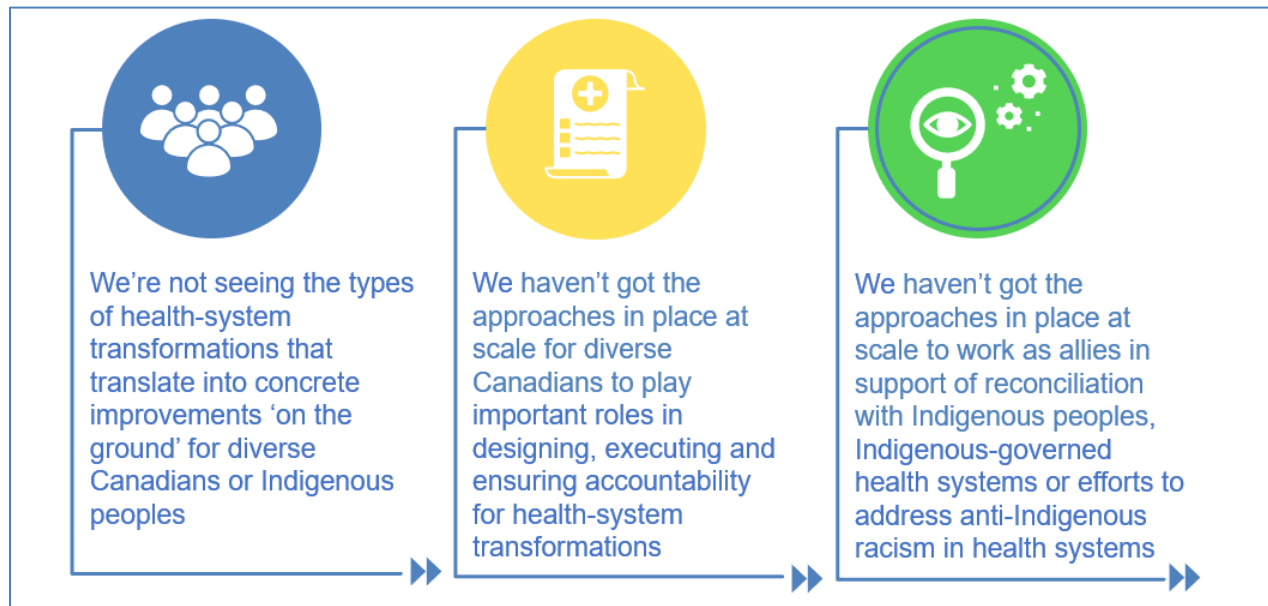 We’re not seeing the types
of health-system
transformations that
translate into concrete
improvements ‘on the
ground’ for diverse
Canadians or Indigenous
peoples
We haven’t got the
approaches in place at
scale for diverse
Canadians to play
important roles in
designing, executing and
ensuring accountability
for health-system
transformations
We haven’t got the
approaches in place at
scale to work as allies in
support of reconciliation
with Indigenous peoples,
Indigenous-governed
health systems or efforts to
address anti-Indigenous
racism in health systems